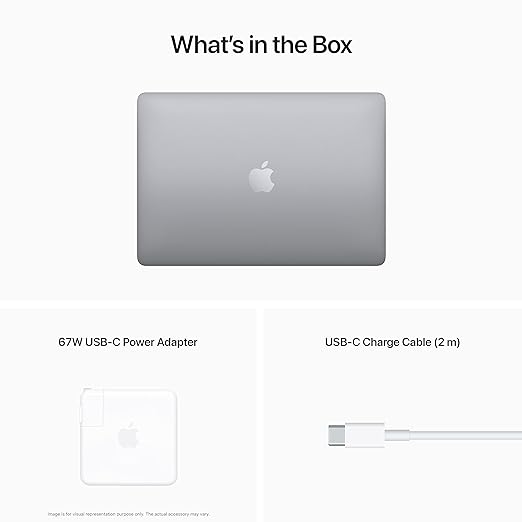 What's in the Box
67W USB-C Power Adapter
USB-C Charge Cable (2 m)
Image is for visual representation purpose only. The actual accessory may vary.